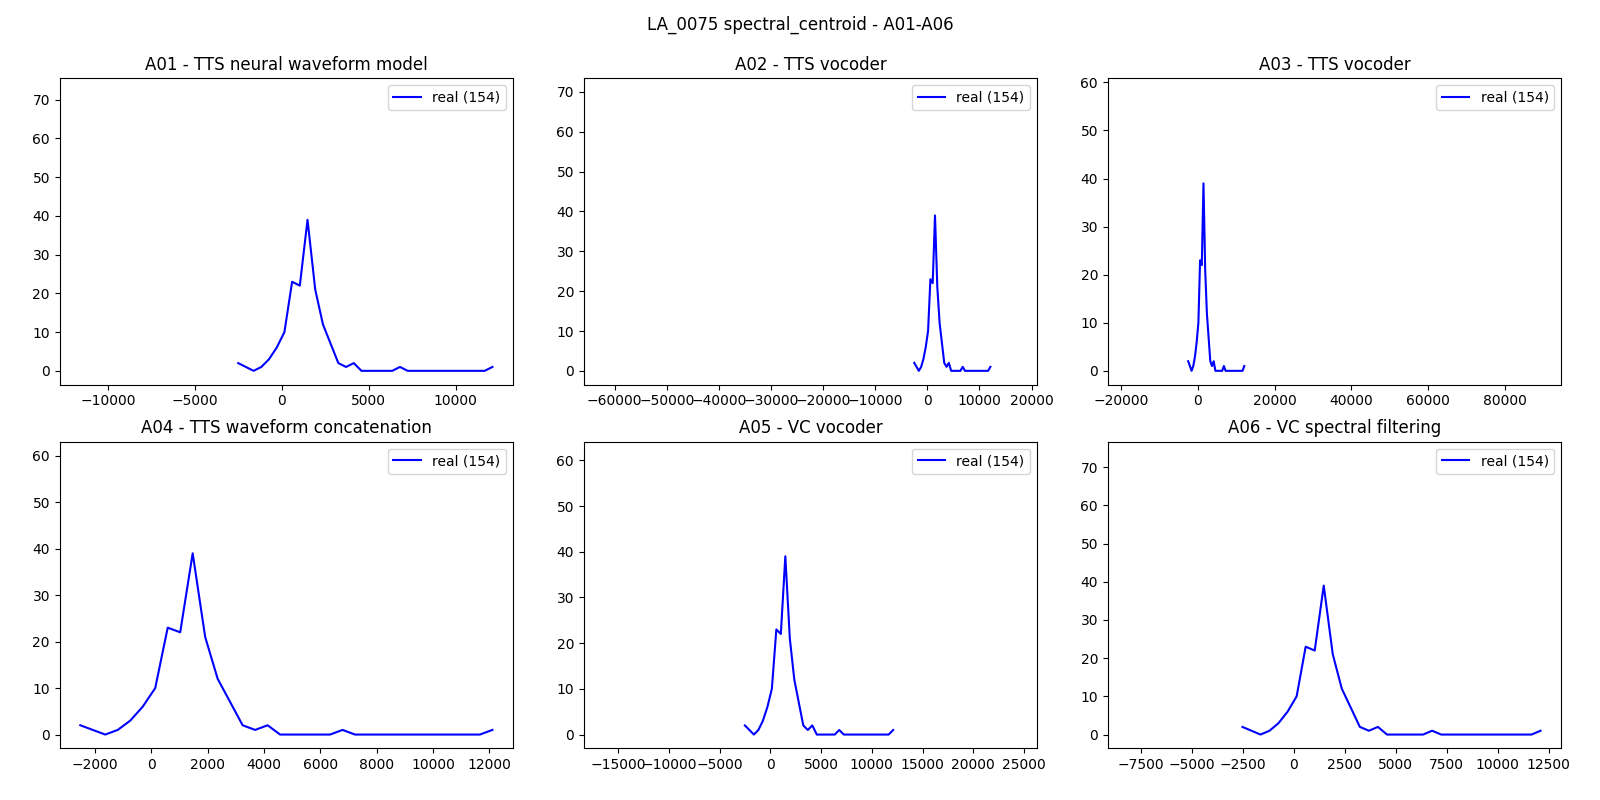 LA_0075 spectral_centroid - A01-A06
A01 - TTS neural waveform model
real (154)
70
60
50
40
30
20
10
0
−10000 −5000 0 5000 10000
A02 - TTS vocoder
real (154)
70
60
50
40
30
20
10
0
−60000 −50000 −40000 −30000 −20000 −10000 0 10000 20000
A03 - TTS vocoder
real (154)
60
50
40
30
20
10
0
−20000 0 20000 40000 60000 80000
A04 - TTS waveform concatenation
real (154)
60
50
40
30
20
10
0
−2000 0 2000 4000 6000 8000 10000 12000
A05 - VC vocoder
real (154)
60
50
40
30
20
10
0
−15000 −10000 −5000 0 5000 10000 15000 20000 25000
A06 - VC spectral filtering
real (154)
70
60
50
40
30
20
10
0
−7500 −5000 −2500 0 2500 5000 7500 10000 12500